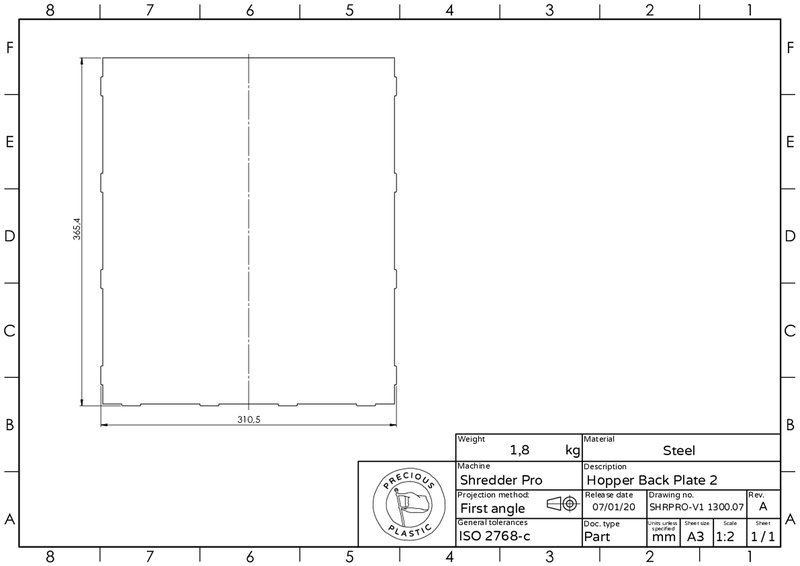 8 7 6 5 4 3 2 1
F F
E E
D D
C C
B B
A A
365,4
310,5
Weight
1,8 kg
Material
Steel
Machine
Shredder Pro
Description
Hopper Back Plate 2
Projection method:
First angle
Release date
07/01/20
Drawing no.
SHRPRO-V1 1300.07
Rev.
A
General tolerances
ISO 2768-c
Doc. type
Part
Units unless
specified
mm
Sheet size
A3
Scale
1:2
Sheet
1 / 1
PRECIOUS
PLASTIC
8 7 6 5 4 3 2 1